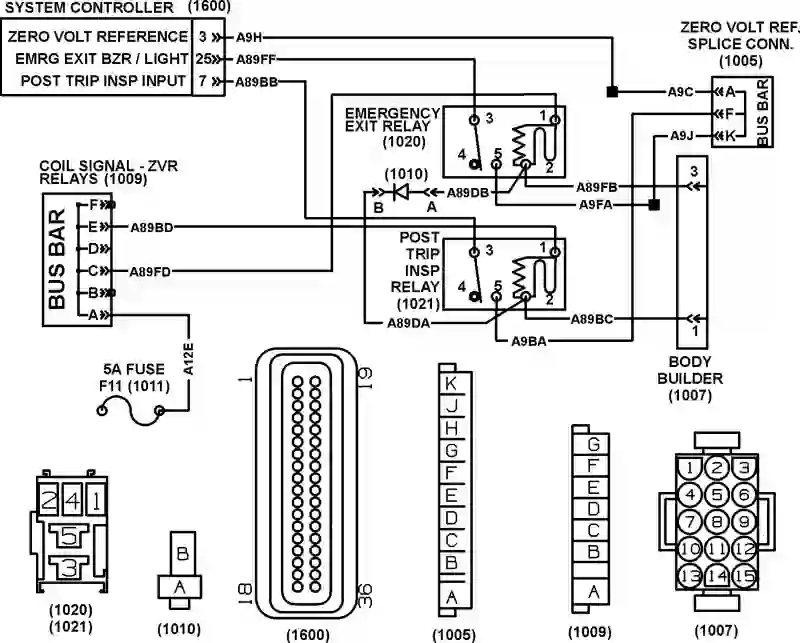 SYSTEM CONTROLLER (1600)
ZERO VOLT REFERENCE 3 A9H
EMRG EXIT BZR / LIGHT 25 A89FF
POST TRIP INSP INPUT 7 A89BB
ZERO VOLT REF.
SPLICE CONN.
(1005)
A9C A
F
A9J K
BUS BAR
EMERGENCY
EXIT RELAY
(1020)
3 1
4 5 2
COIL SIGNAL - ZVR
RELAYS (1009)
BUS BAR
F
E A89BD
D
C A89FD
B
A
(1010)
B A A89DB
A89FB
A9FA
3
1
POST
TRIP
INSP
RELAY
(1021)
3 1
4 5 2
A89DA
A89BC
A9BA
BODY
BUILDER
(1007)
A12E
5A FUSE
F11 (1011)
2 4 1
5
3
(1020)
(1021)
B
A
(1010)
1 19
18 36
(1600)
K
J
H
G
F
E
D
C
B
A
(1005)
G
F
E
D
C
B
A
(1009)
1 2 3
4 5 6
7 8 9
10 11 12
13 14 15
(1007)